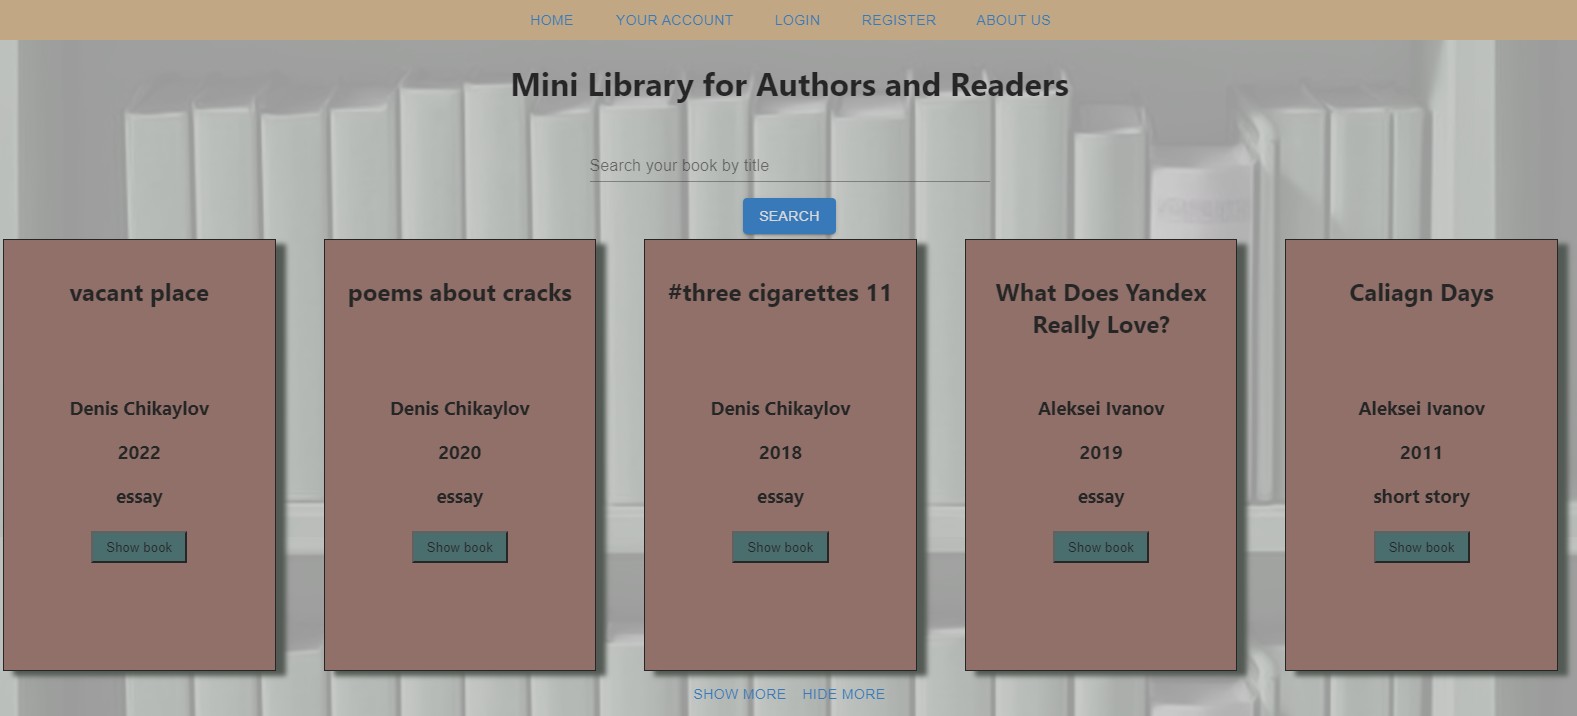 HOME YOUR ACCOUNT LOGIN REGISTER ABOUT US
Mini Library for Authors and Readers
Search your book by title
SEARCH
vacant place
Denis Chikaylov
2022
essay
Show book
poems about cracks
Denis Chikaylov
2020
essay
Show book
#three cigarettes 11
Denis Chikaylov
2018
essay
Show book
What Does Yandex
Really Love?
Aleksei Ivanov
2019
essay
Show book
Caliagn Days
Aleksei Ivanov
2011
short story
Show book
SHOW MORE HIDE MORE